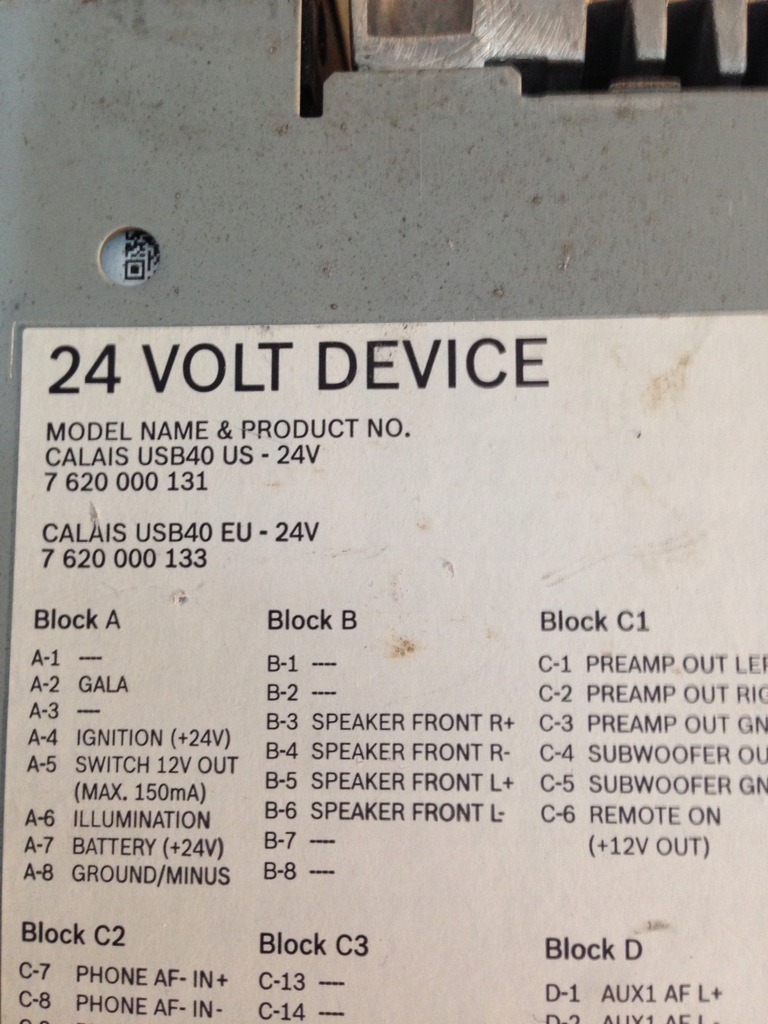 24 VOLT DEVICE
MODEL NAME & PRODUCT NO.
CALAIS USB40 US - 24V
7 620 000 131
CALAIS USB40 EU - 24V
7 620 000 133
Block A
A-1 ----
A-2 GALA
A-3 ----
A-4 IGNITION (+24V)
A-5 SWITCH 12V OUT
(MAX. 150mA)
A-6 ILLUMINATION
A-7 BATTERY (+24V)
A-8 GROUND/MINUS
Block B
B-1 ----
B-2 ----
B-3 SPEAKER FRONT R+
B-4 SPEAKER FRONT R-
B-5 SPEAKER FRONT L+
B-6 SPEAKER FRONT L-
B-7 ----
B-8 ----
Block C1
C-1 PREAMP OUT
C-2 PREAMP OUT
C-3 PREAMP OUT
C-4 SUBWOOFER
C-5 SUBWOOFER
C-6 REMOTE ON
(+12V OUT)
Block C2
C-7 PHONE AF- IN+
C-8 PHONE AF- IN-
Block C3
C-13 ----
C-14 ----
Block D
D-1 AUX1 AF L+
D-2 AUX1 AF L-